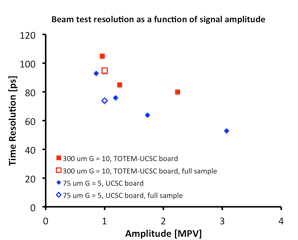 Beam test resolution as a function of signal amplitude
Time Resolution [ps]
120
100
80
60
40
20
0
300 um G = 10, TOTEM-UCSC board
300 um G = 10, TOTEM-UCSC board, full sample
75 um G = 5, UCSC board
75 um G = 5, UCSC board, full sample
0 1 2 3 4
Amplitude [MPV]